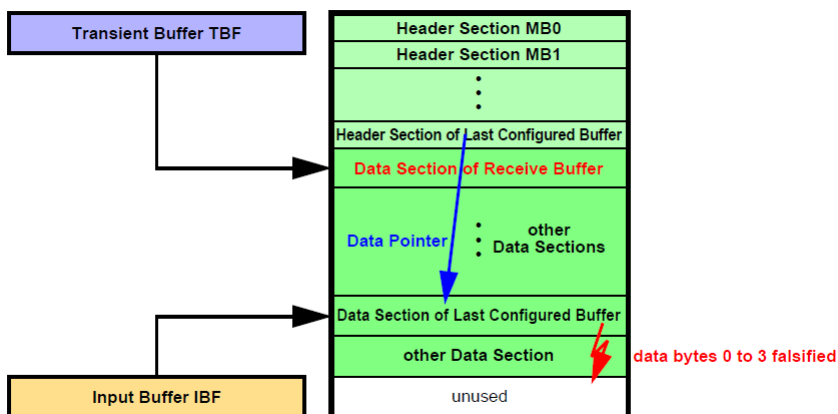 Transient Buffer TBF
Header Section MB0
Header Section MB1
Header Section of Last Configured Buffer
Data Section of Receive Buffer
Data Pointer
other
Data Sections
Data Section of Last Configured Buffer
other Data Section
data bytes 0 to 3 falsified
Input Buffer IBF
unused